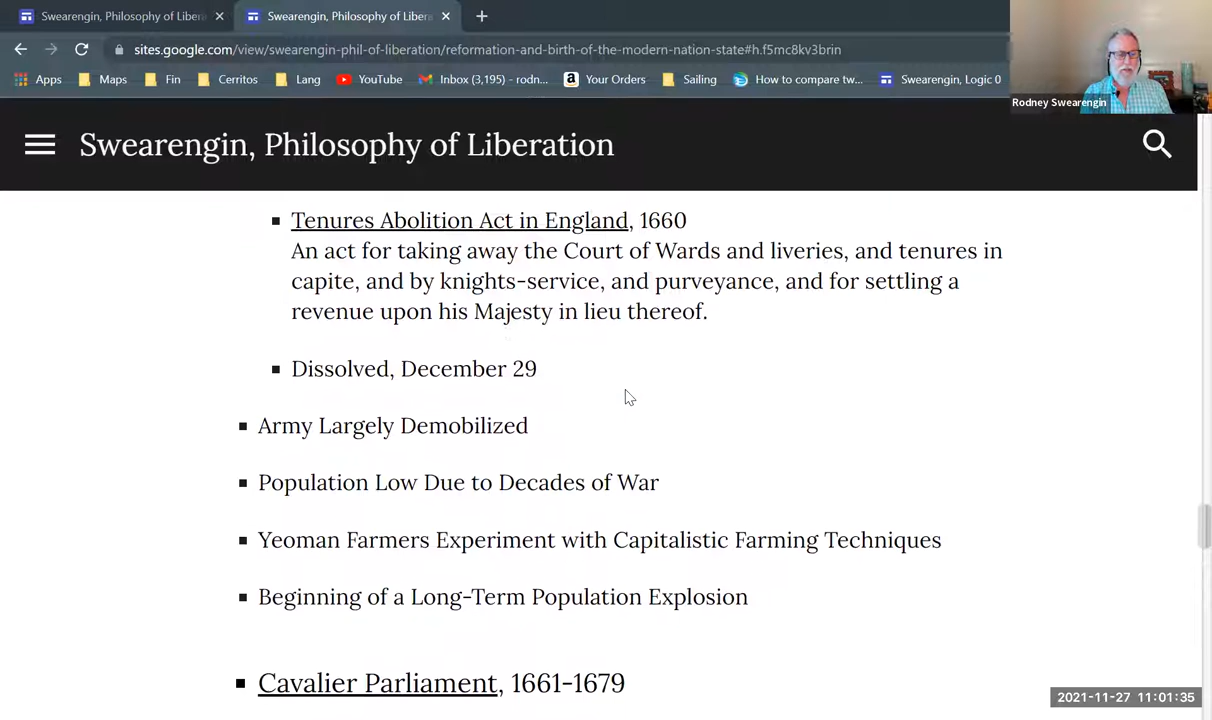 Swearengin, Philosophy of Liber
Swearengin, Philosophy of Liber
sites.google.com/view/swearengin-phil-of-liberation/reformation-and-birth-of-the-modern-nation-state#h.f5mc8kv3brin
Apps Maps Fin Cerritos Lang YouTube Inbox (3,195) - rodn... Your Orders Sailing How to compare tw... Swearengin, Logic 0
Rodney Swearengin
Swearengin, Philosophy of Liberation
Tenures Abolition Act in England, 1660
An act for taking away the Court of Wards and liveries, and tenures in
capite, and by knights-service, and purveyance, and for settling a
revenue upon his Majesty in lieu thereof.
Dissolved, December 29
Army Largely Demobilized
Population Low Due to Decades of War
Yeoman Farmers Experiment with Capitalistic Farming Techniques
Beginning of a Long-Term Population Explosion
Cavalier Parliament, 1661-1679
2021-11-27 11:01:35